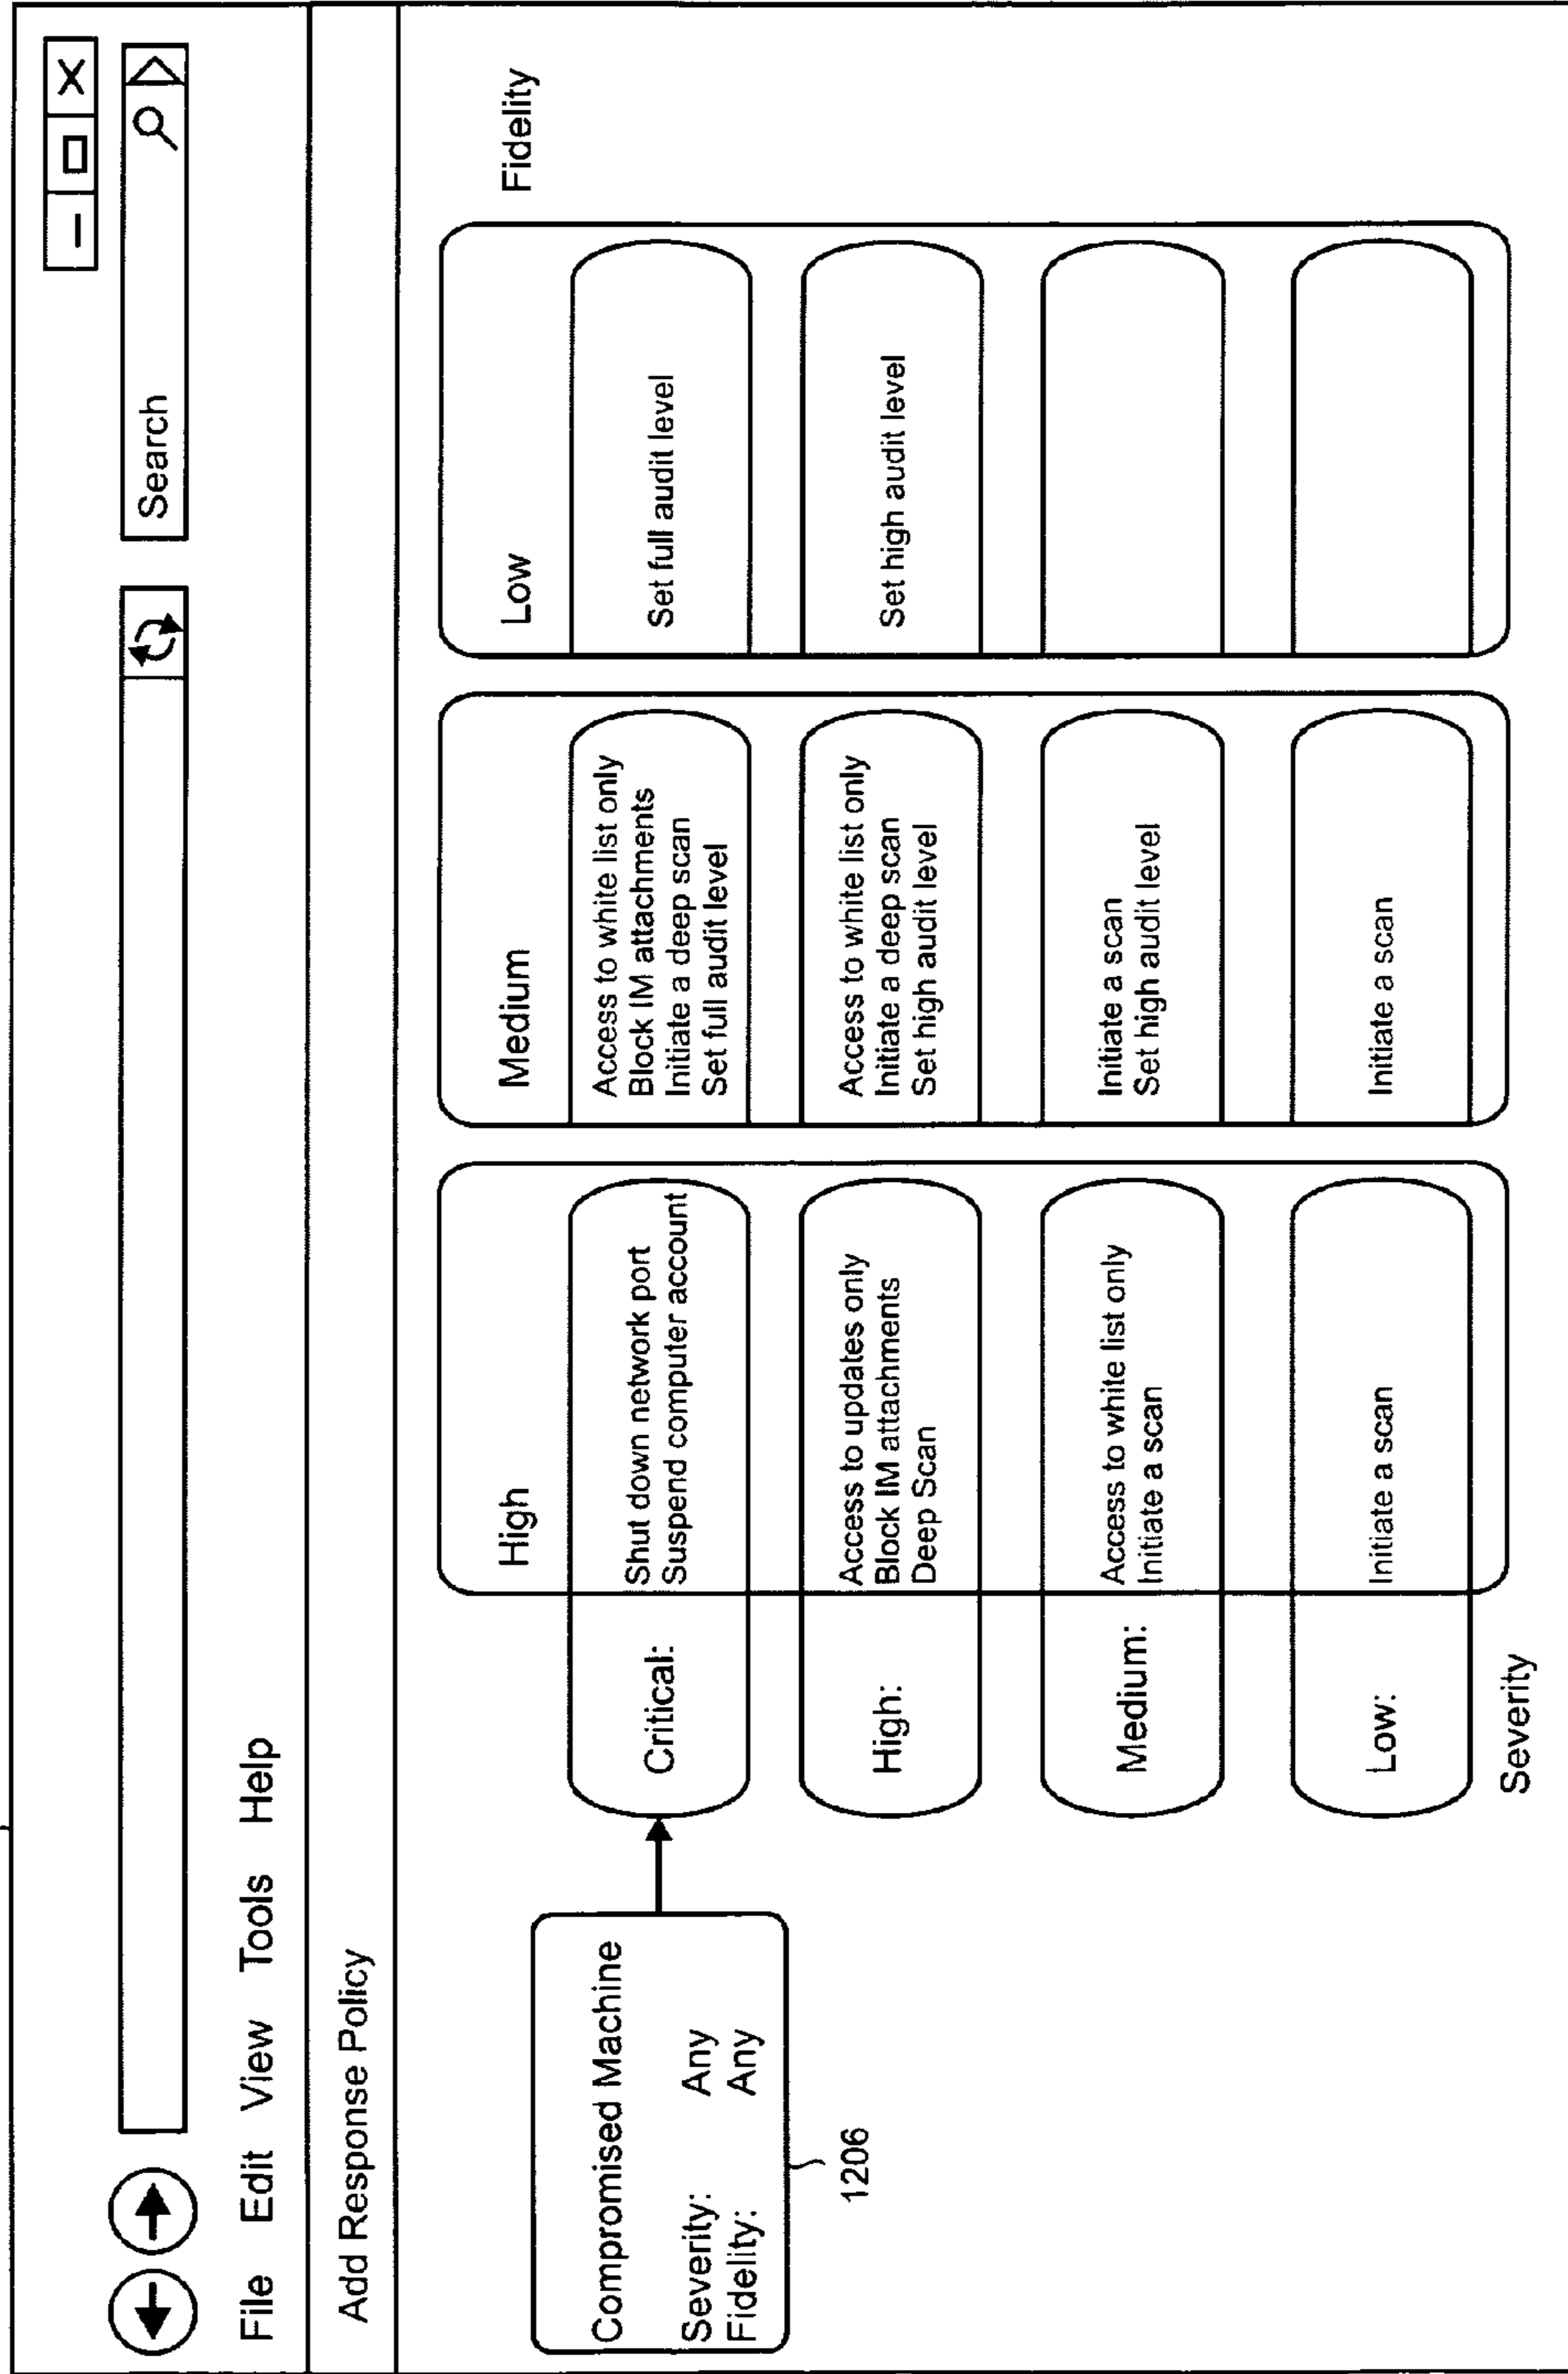 Search
File Edit View Tools Help
Add Response Policy
High
Medium
Low
Fidelity
Compromised Machine
Severity: Any
Fidelity: Any
1206
Critical:
Shut down network port
Suspend computer account
Access to white list only
Block IM attachments
Initiate a deep scan
Set full audit level
Set full audit level
High:
Access to updates only
Block IM attachments
Deep Scan
Access to white list only
Initiate a deep scan
Set high audit level
Set high audit level
Medium:
Access to white list only
Initiate a scan
Initiate a scan
Set high audit level
Low:
Initiate a scan
Initiate a scan
Severity